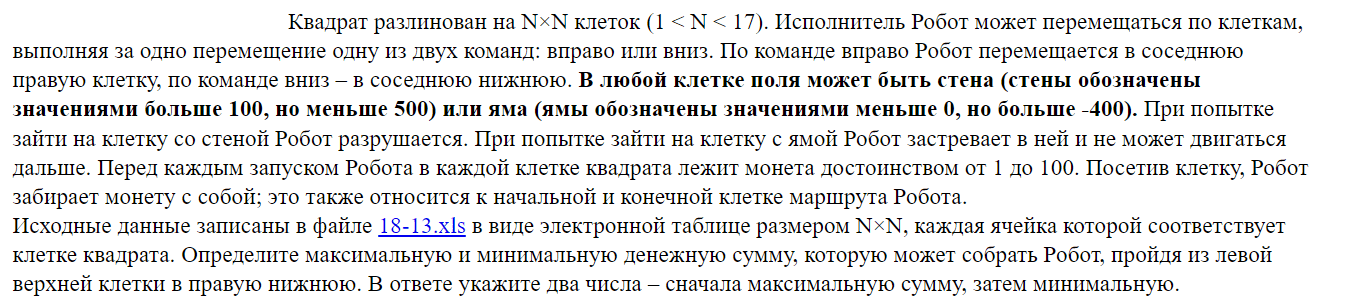 Квадрат разлинован на N×N клеток (1 < N < 17). Исполнитель Робот может перемещаться по клеткам,
выполняя за одно перемещение одну из двух команд: вправо или вниз. По команде вправо Робот перемещается в соседнюю
правую клетку, по команде вниз – в соседнюю нижнюю. В любой клетке поля может быть стена (стены обозначены
значениями больше 100, но меньше 500) или яма (ямы обозначены значениями меньше 0, но больше -400). При попытке
зайти на клетку со стеной Робот разрушается. При попытке зайти на клетку с ямой Робот застревает в ней и не может двигаться
дальше. Перед каждым запуском Робота в каждой клетке квадрата лежит монета достоинством от 1 до 100. Посетив клетку, Робот
забирает монету с собой; это также относится к начальной и конечной клетке маршрута Робота.
Исходные данные записаны в файле 18-13.xls в виде электронной таблице размером N×N, каждая ячейка которой соответствует
клетке квадрата. Определите максимальную и минимальную денежную сумму, которую может собрать Робот, пройдя из левой
верхней клетки в правую нижнюю. В ответе укажите два числа – сначала максимальную сумму, затем минимальную.